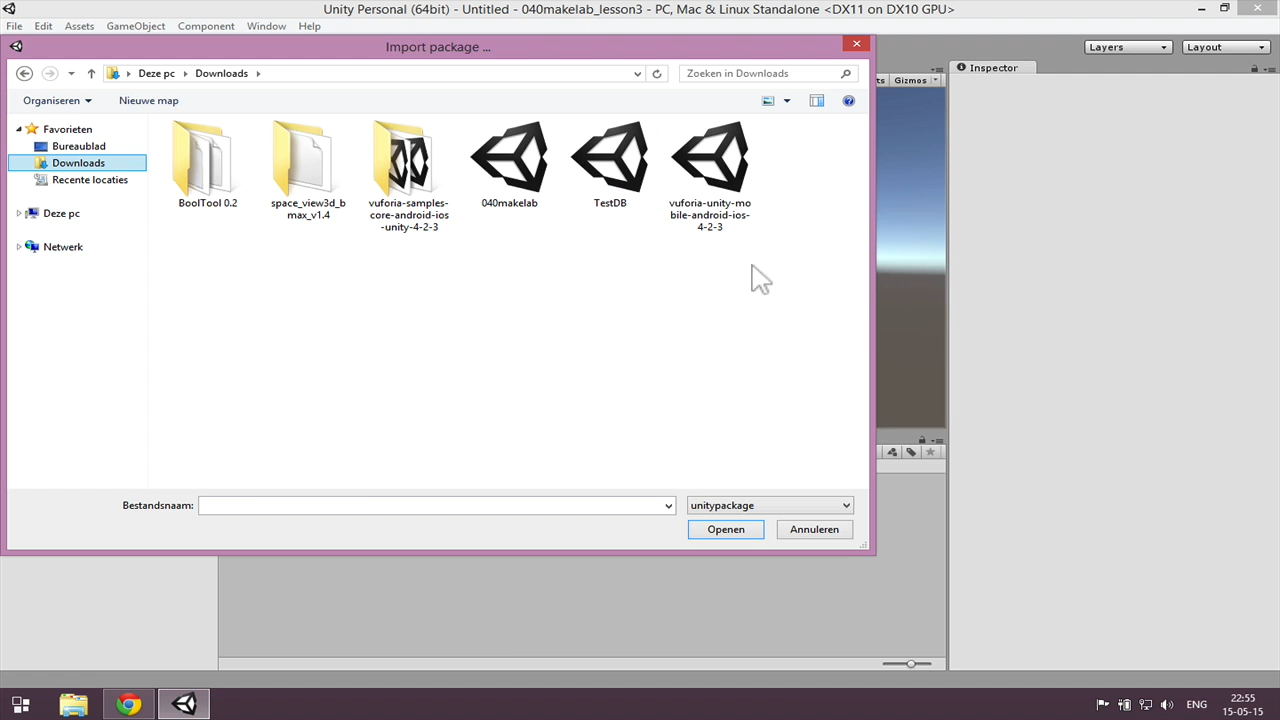 Unity Personal (64bit) - Untitled - 040makelab_lesson3 - PC, Mac & Linux Standalone <DX11 on DX10 GPU>
File Edit Assets GameObject Component Window Help
Import package ...
Layers Layout
Deze pc Downloads Zoeken in Downloads
Inspector
Gizmos
Organiseren Nieuwe map
Favorieten
Bureaublad
Downloads
Recente locaties
Deze pc
Netwerk
BoolTool 0.2
space_view3d_b
max_v1.4
vuforia-samples-
core-android-ios
-unity-4-2-3
040makelab
TestDB
vuforia-unity-mo
bile-android-ios-
4-2-3
Bestandsnaam: unitypackage
Openen Annuleren
ENG
22:55
15-05-15